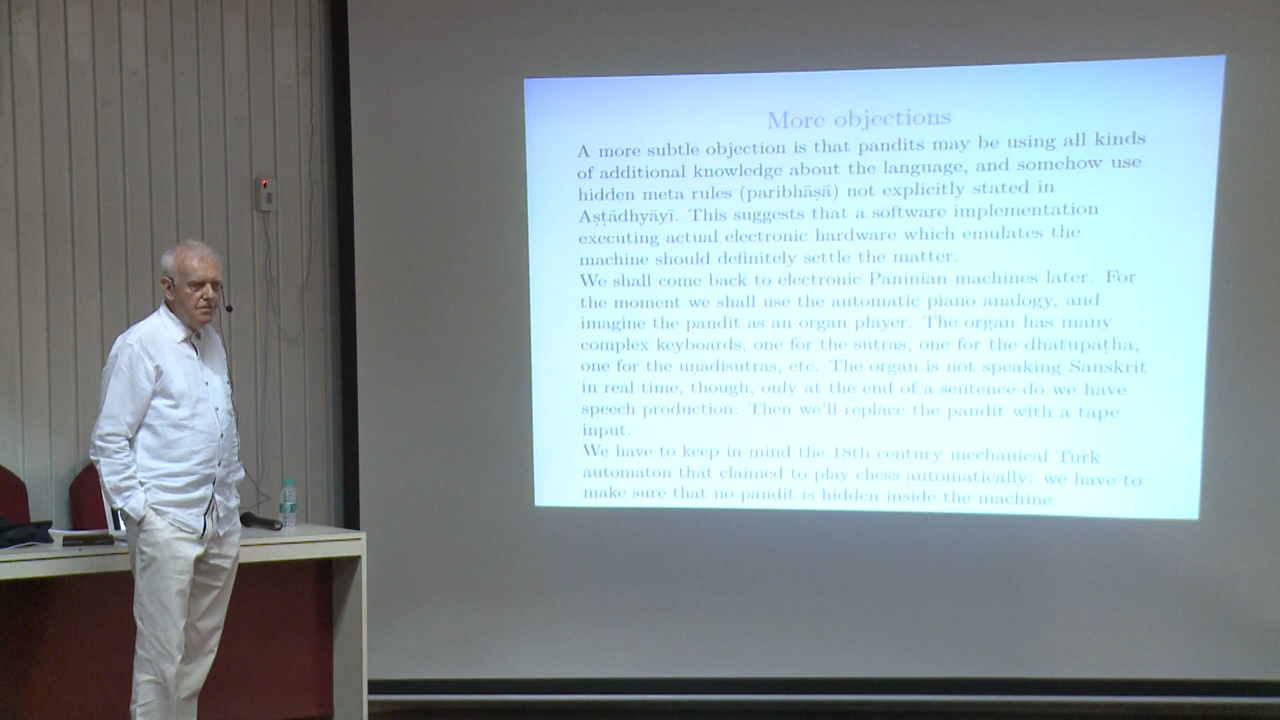 More objections
A more subtle objection is that pandits may be using all kinds
of additional knowledge about the language, and somehow use
hidden meta rules (paribhāṣā) not explicitly stated in
Aṣṭādhyāyī. This suggests that a software implementation
executing actual electronic hardware which emulates the
machine should definitely settle the matter.
We shall come back to electronic Pāṇinian machines later. For
the moment we shall use the automatic piano analogy, and
imagine the pandit as an organ player. The organ has many
complex keyboards, one for the sūtras, one for the dhātupāṭha,
one for the uṇādisūtras, etc. The organ is not speaking Sanskrit
in real time, though, only at the end of a sentence do we have
speech production. Then we'll replace the pandit with a tape
input.
We have to keep in mind the 18th century mechanical Turk
automaton that claimed to play chess automatically: we have to
make sure that no pandit is hidden inside the machine.